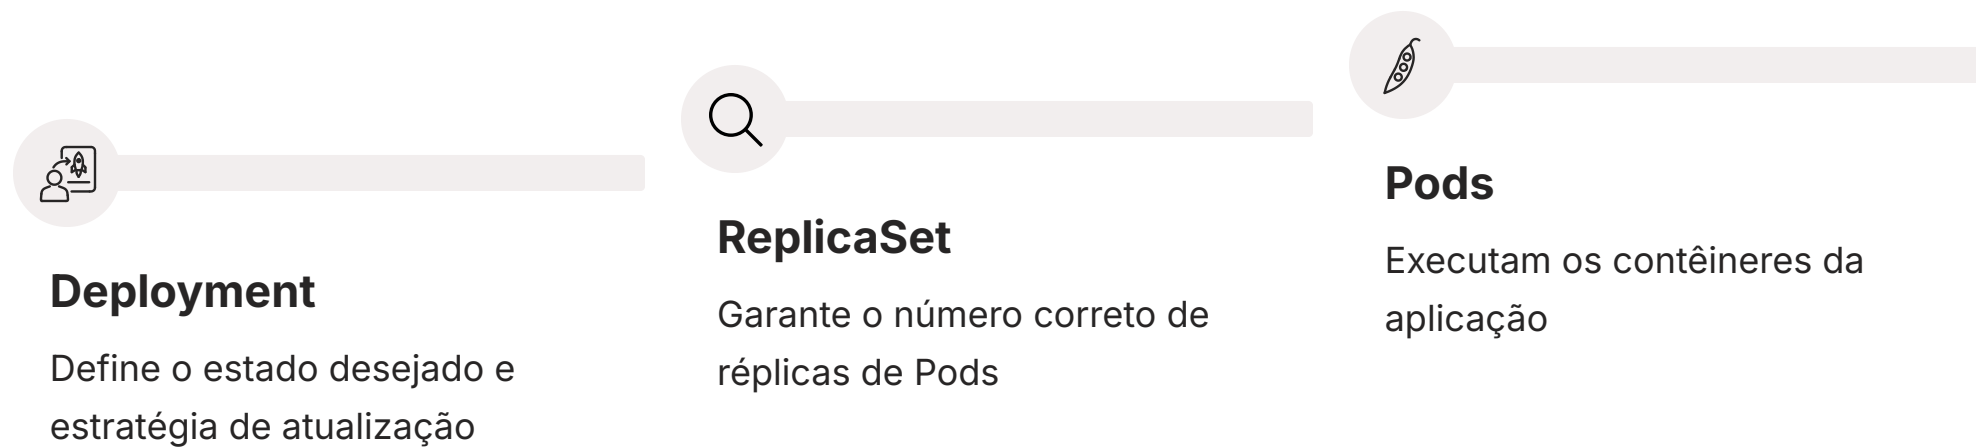 Deployment
Define o estado desejado e
estratégia de atualização
ReplicaSet
Garante o número correto de
réplicas de Pods
Pods
Executam os contêineres da
aplicação